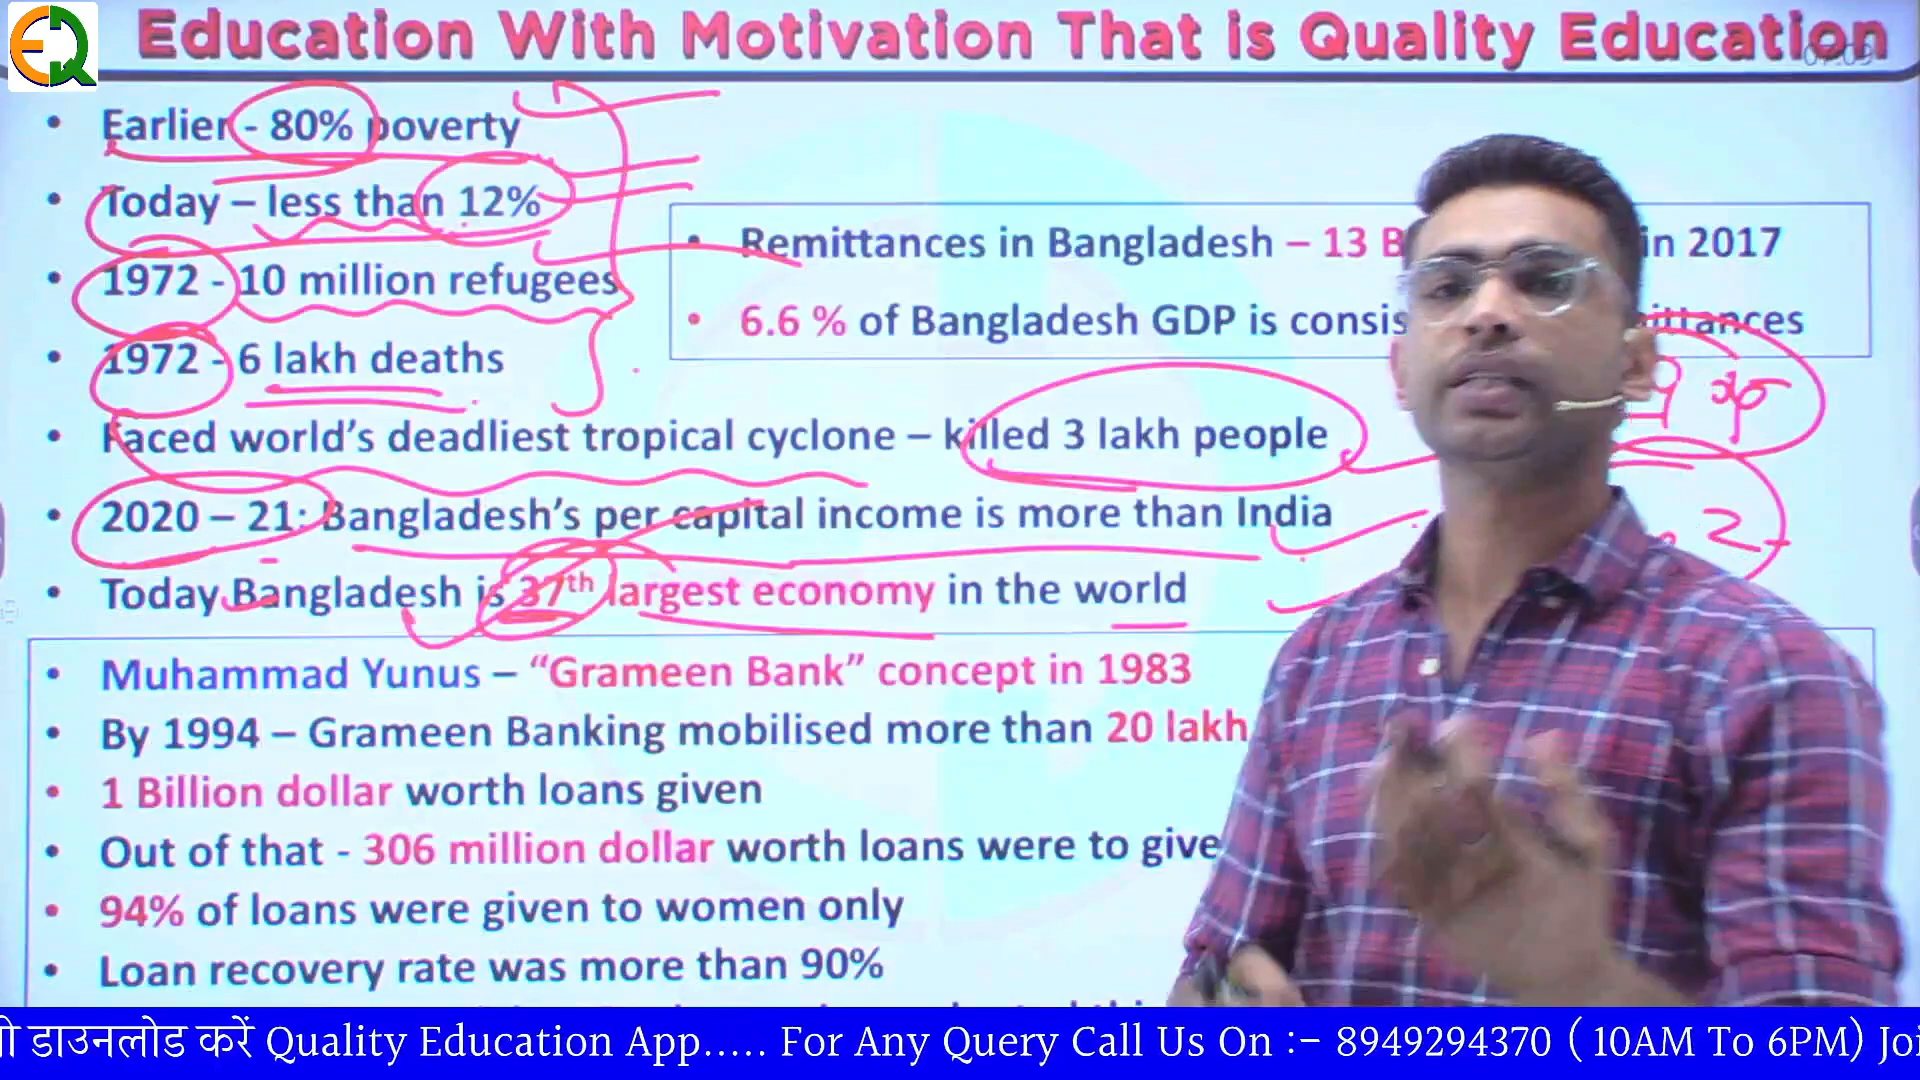 EQ
Education With Motivation That is Quality Education
07:09
• Earlier - 80% poverty
• Today – less than 12%
• 1972 - 10 million refugees
• 1972 - 6 lakh deaths
• Faced world's deadliest tropical cyclone – killed 3 lakh people
• 2020 – 21: Bangladesh's per capital income is more than India
• Today Bangladesh is 37th largest economy in the world
• Remittances in Bangladesh – 13 B in 2017
• 6.6 % of Bangladesh GDP is consis ittances
2
• Muhammad Yunus – “Grameen Bank” concept in 1983
• By 1994 – Grameen Banking mobilised more than 20 lakh
• 1 Billion dollar worth loans given
• Out of that - 306 million dollar worth loans were to give
• 94% of loans were given to women only
• Loan recovery rate was more than 90%
डाउनलोड करें Quality Education App..... For Any Query Call Us On :– 8949294370 ( 10AM To 6PM) Joi